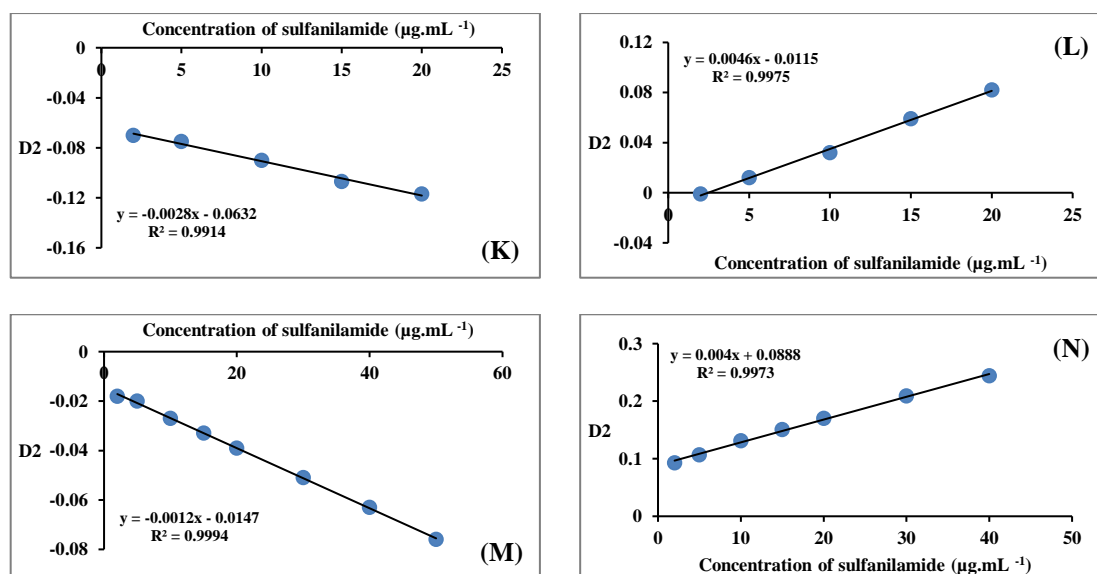 Concentration of sulfanilamide (µg.mL -1)
0
0 5 10 15 20 25
-0.04
D2 -0.08
-0.12
-0.16
y = -0.0028x - 0.0632
R² = 0.9914
(K)
0.12
0.08
0.04
D2
0
-0.04
y = 0.0046x - 0.0115
R² = 0.9975
(L)
0 5 10 15 20 25
Concentration of sulfanilamide (µg.mL -1)
Concentration of sulfanilamide (µg.mL -1)
0
0 20 40 60
-0.02
D2 -0.04
-0.06
-0.08
y = -0.0012x - 0.0147
R² = 0.9994
(M)
0.3
0.2
D2
0.1
0
y = 0.004x + 0.0888
R² = 0.9973
(N)
0 10 20 30 40 50
Concentration of sulfanilamide (µg.mL -1)